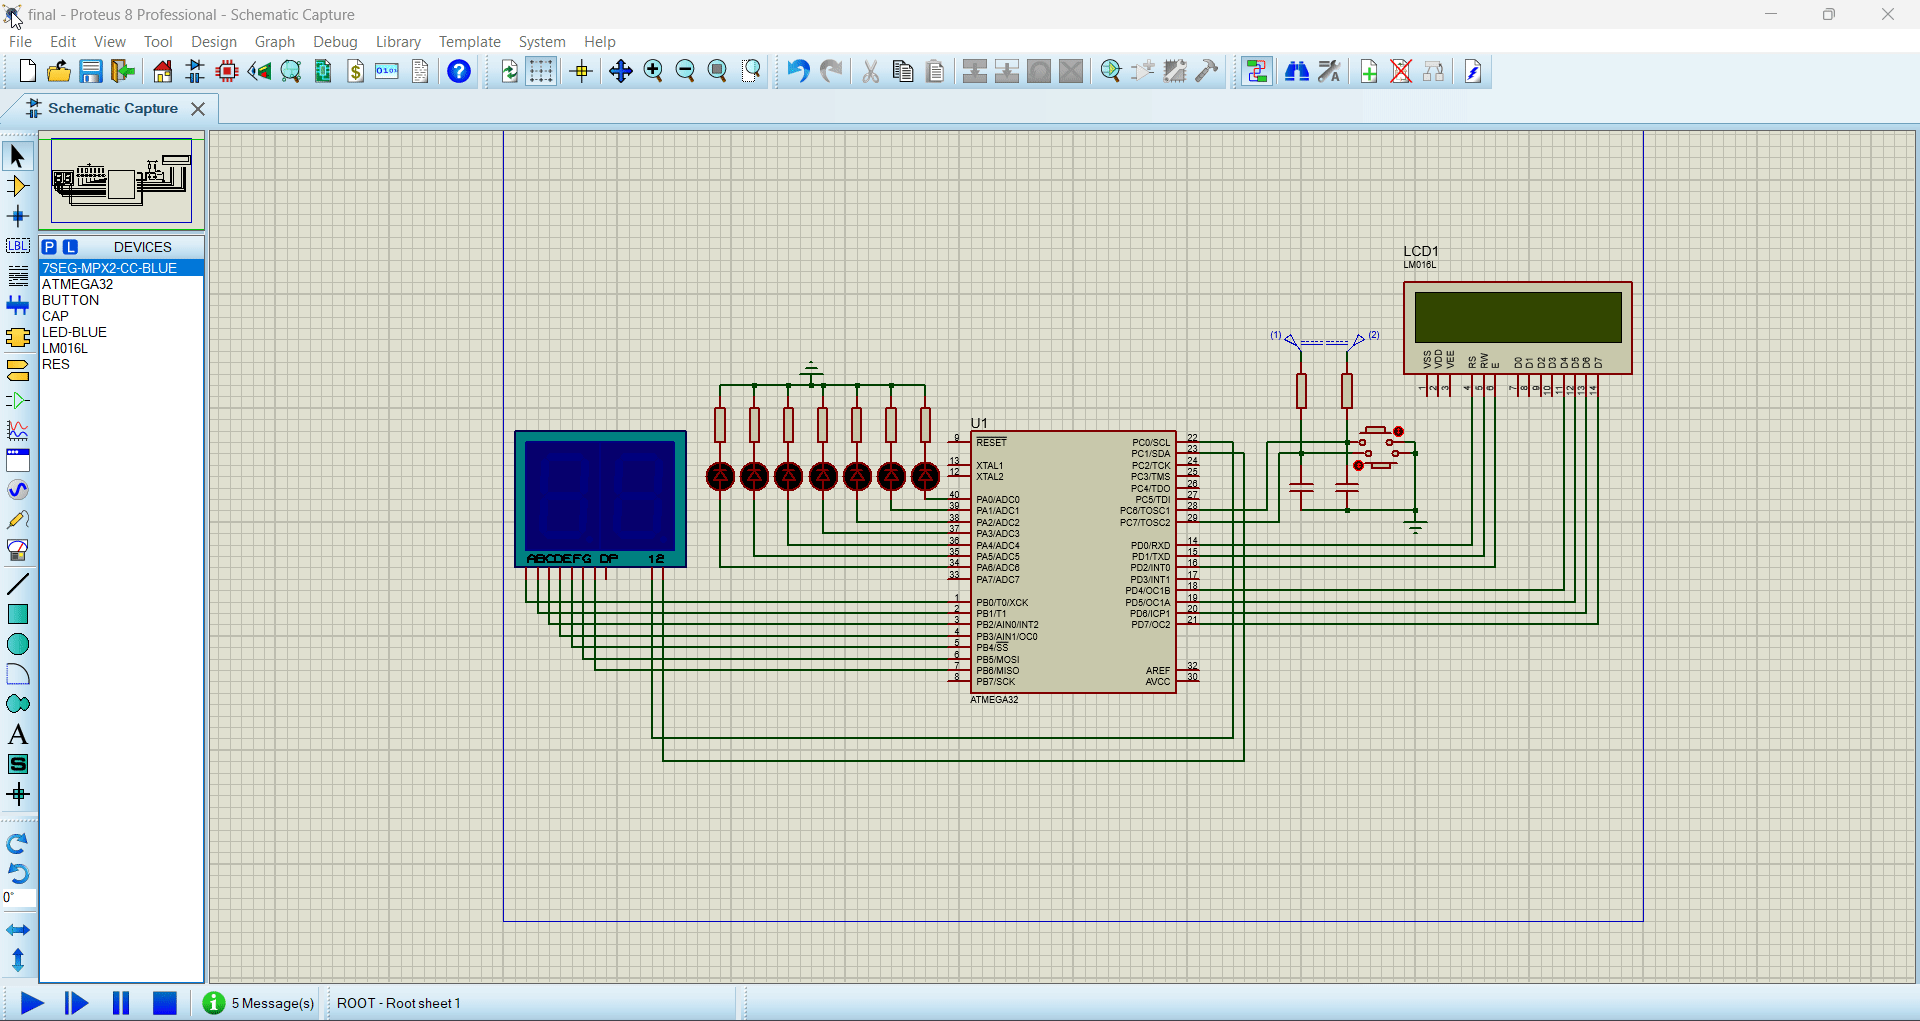 final - Proteus 8 Professional - Schematic Capture
File Edit View Tool Design Graph Debug Library Template System Help
Schematic Capture
P L DEVICES
7SEG-MPX2-CC-BLUE
ATMEGA32
BUTTON
CAP
LED-BLUE
LM016L
RES
LBL
A
S
0°
LCD1
LM016L
(1) (2)
VSS VDD VEE RS RW E D0 D1 D2 D3 D4 D5 D6 D7
1 2 3 4 5 6 7 8 9 10 11 12 13 14
ABCDEFG DP 12
U1
9 RESET PC0/SCL 22
PC1/SDA 23
13 XTAL1 PC2/TCK 24
12 XTAL2 PC3/TMS 25
PC4/TDO 26
40 PA0/ADC0 PC5/TDI 27
39 PA1/ADC1 PC6/TOSC1 28
38 PA2/ADC2 PC7/TOSC2 29
37 PA3/ADC3
36 PA4/ADC4 PD0/RXD 14
35 PA5/ADC5 PD1/TXD 15
34 PA6/ADC6 PD2/INT0 16
33 PA7/ADC7 PD3/INT1 17
PD4/OC1B 18
1 PB0/T0/XCK PD5/OC1A 19
2 PB1/T1 PD6/ICP1 20
3 PB2/AIN0/INT2 PD7/OC2 21
4 PB3/AIN1/OC0
5 PB4/SS
6 PB5/MOSI
7 PB6/MISO AREF 32
8 PB7/SCK AVCC 30
ATMEGA32
5 Message(s) ROOT - Root sheet 1